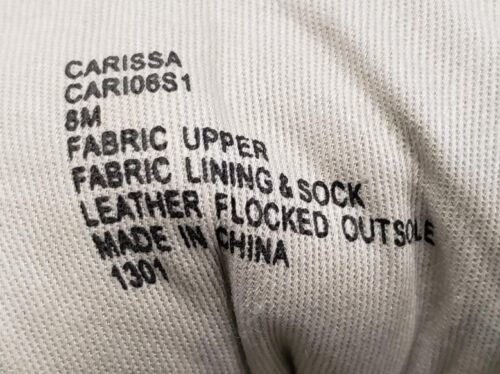 CARISSA
CARI06S1
8M
FABRIC UPPER
FABRIC LINING & SOCK
LEATHER FLOCKED OUTSOLE
MADE IN CHINA
1301